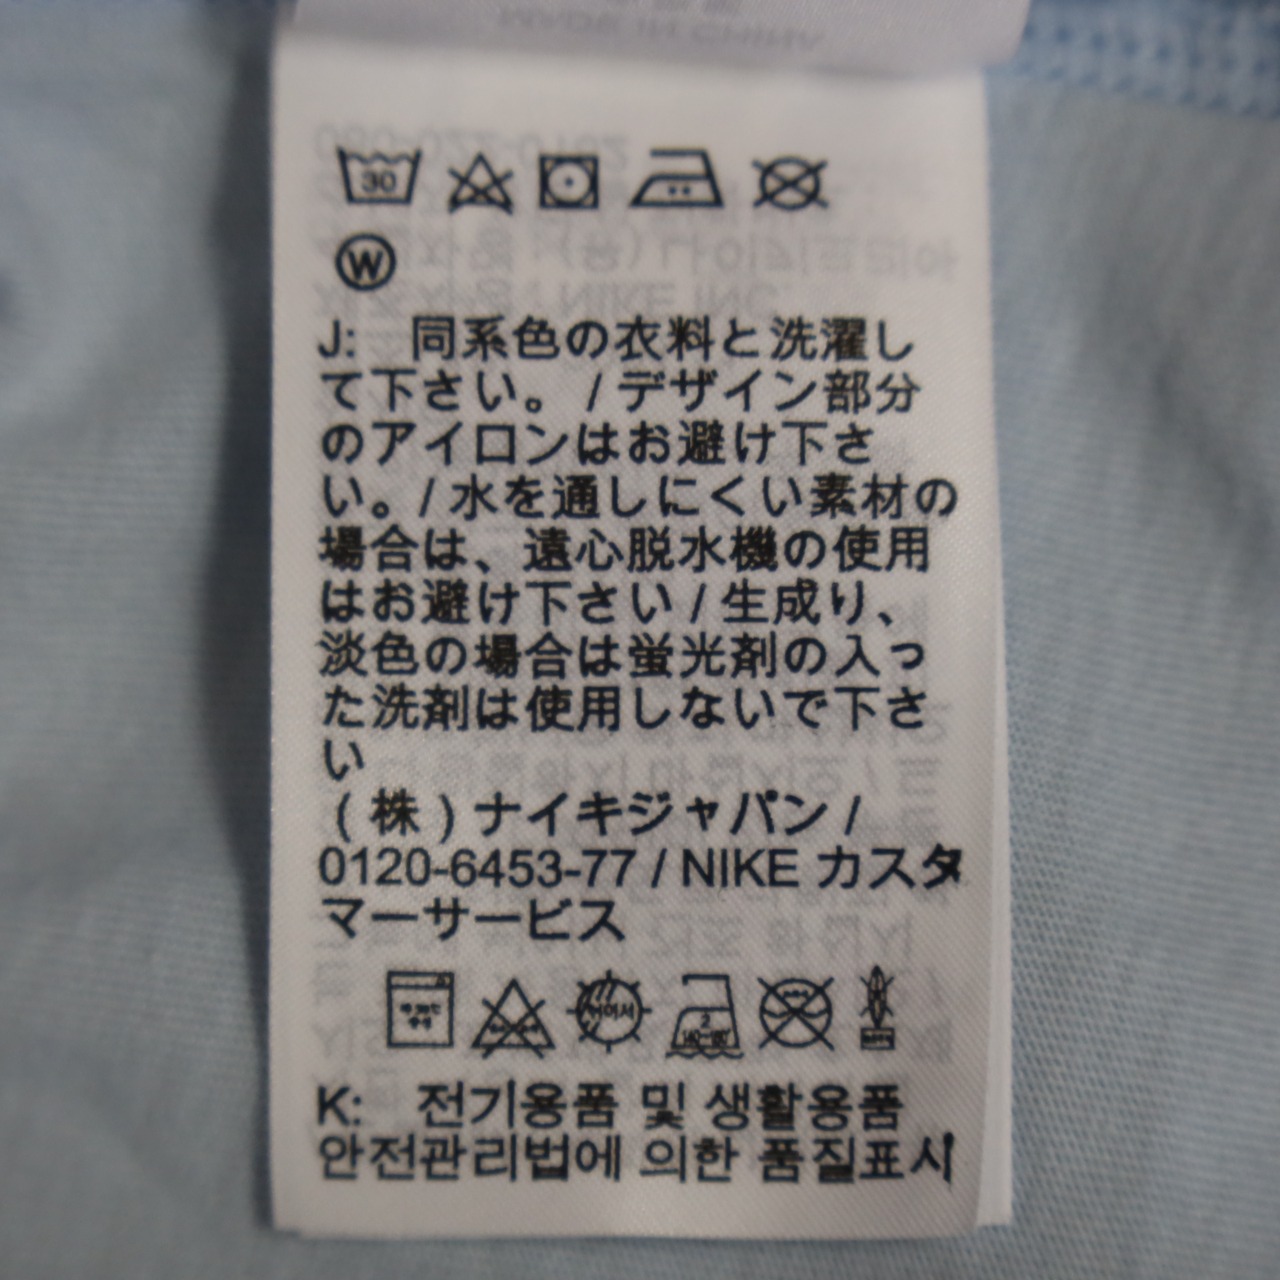 MADE IN CHINA
30
W
J: 同系色の衣料と洗濯し
て下さい。 / デザイン部分
のアイロンはお避け下さ
い。/ 水を通しにくい素材の
場合は、遠心脱水機の使用
はお避け下さい / 生成り、
淡色の場合は蛍光剤の入っ
た洗剤は使用しないで下さ
い
(株) ナイキジャパン /
0120-6453-77 / NIKE カスタ
マーサービス
2
K: 전기용품 및 생활용품
안전관리법에 의한 품질표시